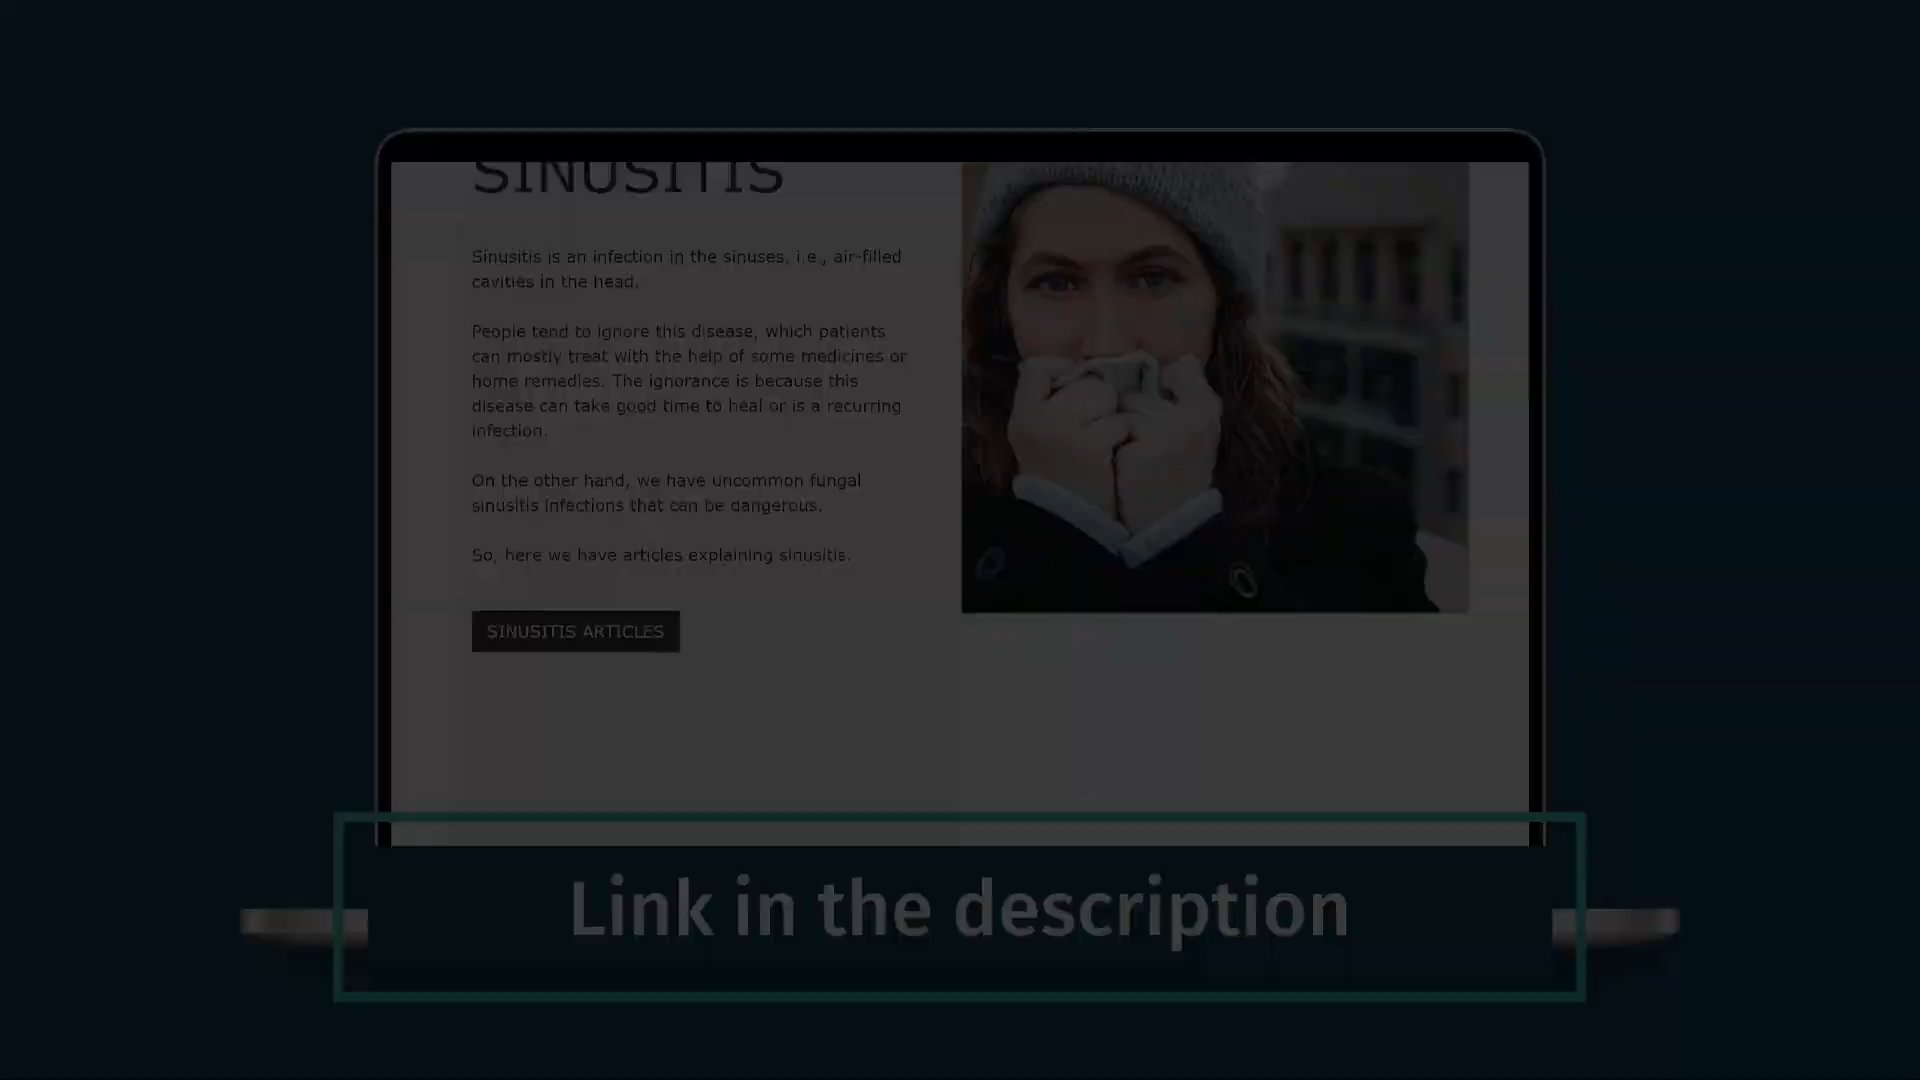 SINUSITIS
Sinusitis is an infection in the sinuses, i.e., air-filled
cavities in the head.
People tend to ignore this disease, which patients
can mostly treat with the help of some medicines or
home remedies. The ignorance is because this
disease can take good time to heal or is a recurring
infection.
On the other hand, we have uncommon fungal
sinusitis infections that can be dangerous.
So, here we have articles explaining sinusitis.
SINUSITIS ARTICLES
Link in the description